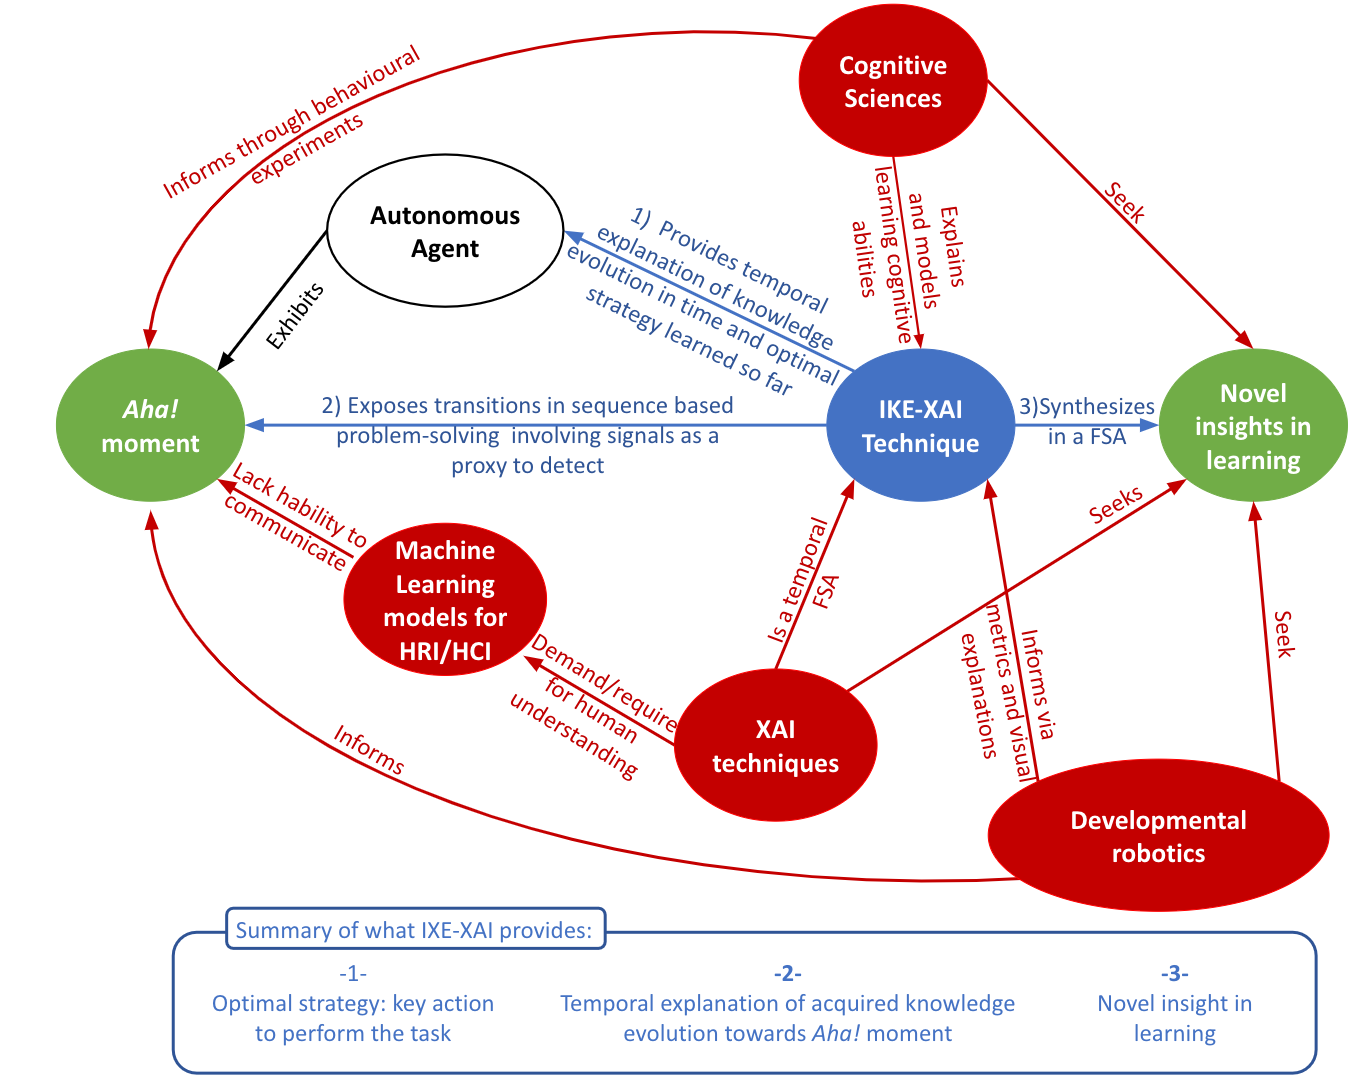 Cognitive
Sciences
Informs through behavioural
experiments
Autonomous
Agent
Exhibits
1)  Provides temporal
explanation of knowledge
evolution in time and optimal
strategy learned so far
Explains
and models
learning cognitive
abilities
Seek
Aha!
moment
2) Exposes transitions in sequence based
problem-solving  involving signals as a
proxy to detect
IKE-XAI
Technique
3)Synthesizes
in a FSA
Novel
insights in
learning
Lack hability to
communicate
Machine
Learning
models for
HRI/HCI
Demand/require
for human
understanding
Is a temporal
FSA
Seeks
Informs via
metrics and visual
explanations
Seek
XAI
techniques
Informs
Developmental
robotics
Summary of what IXE-XAI provides:
-1-
Optimal strategy: key action
to perform the task
-2-
Temporal explanation of acquired knowledge
evolution towards Aha! moment
-3-
Novel insight in
learning